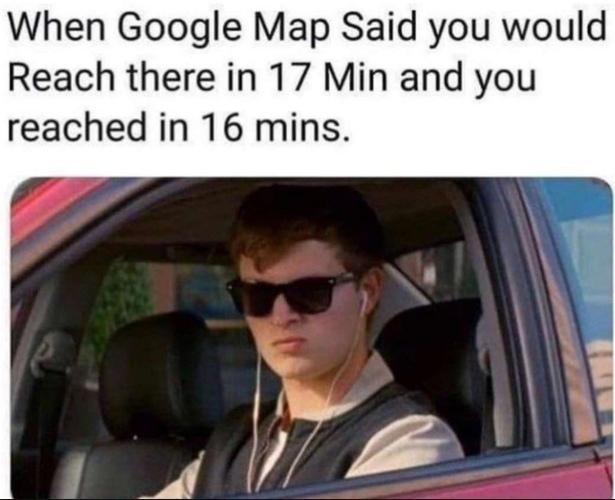 When Google Map Said you would
Reach there in 17 Min and you
reached in 16 mins.